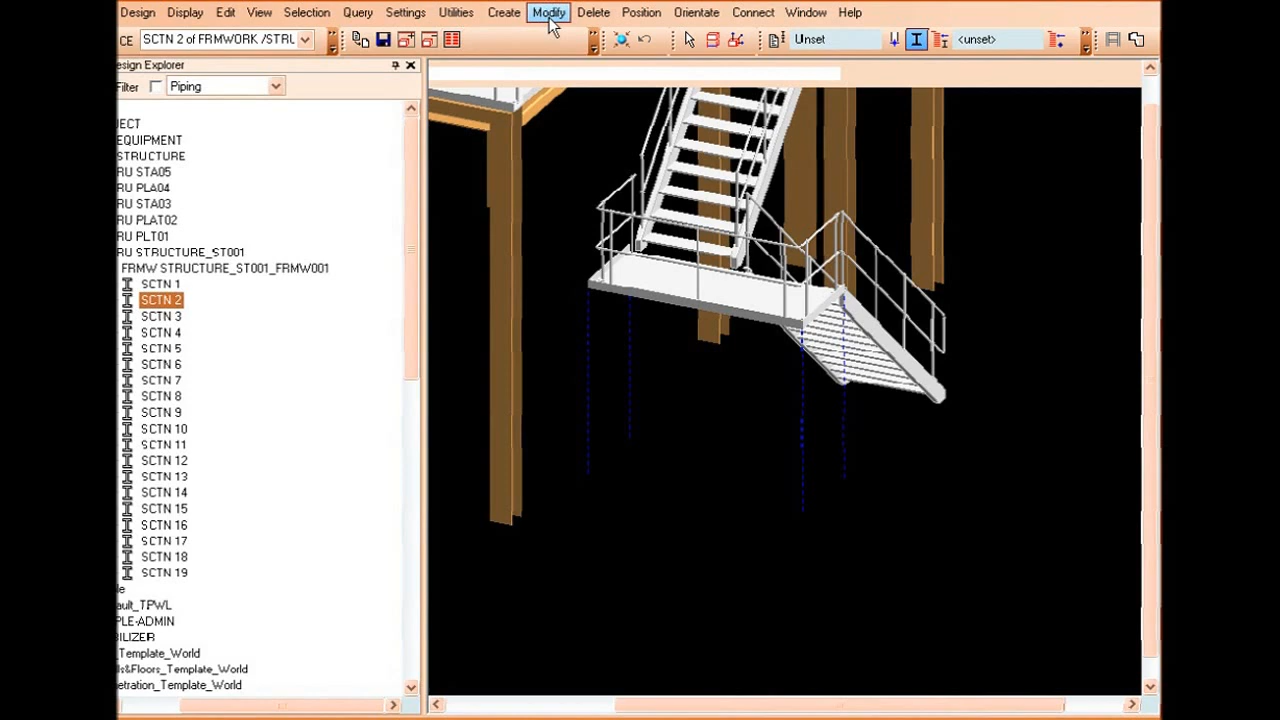 Design Display Edit View Selection Query Settings Utilities Create Modify Delete Position Orientate Connect Window Help
CE SCTN 2 of FRMWORK /STRU Unset <unset>
esign Explorer
Filter Piping
JECT
EQUIPMENT
STRUCTURE
RU STA05
RU PLA04
RU STA03
RU PLAT02
RU PLT01
RU STRUCTURE_ST001
FRMW STRUCTURE_ST001_FRMW001
SCTN 1
SCTN 2
SCTN 3
SCTN 4
SCTN 5
SCTN 6
SCTN 7
SCTN 8
SCTN 9
SCTN 10
SCTN 11
SCTN 12
SCTN 13
SCTN 14
SCTN 15
SCTN 16
SCTN 17
SCTN 18
SCTN 19
le
ault_TPWL
PLE-ADMIN
BILIZER
_Template_World
ls&Floors_Template_World
netration_Template_World